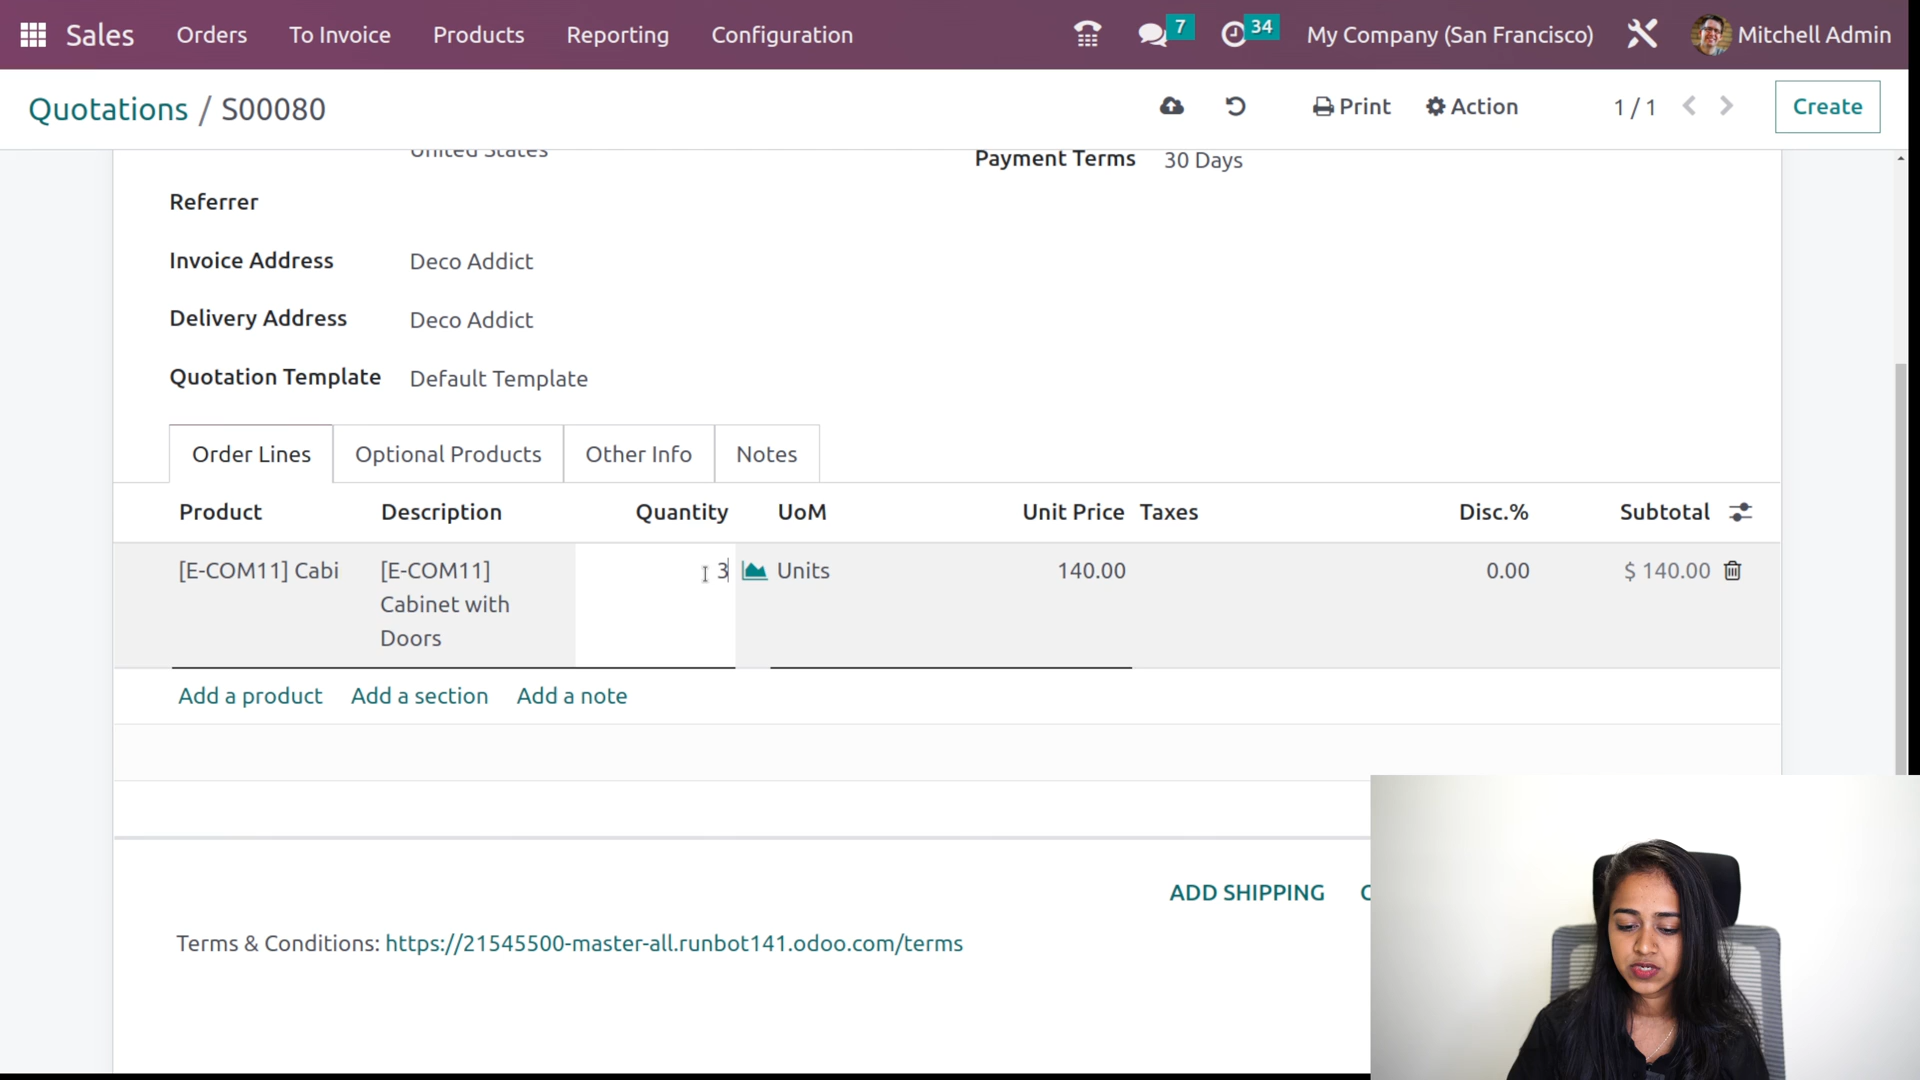 Sales Orders To Invoice Products Reporting Configuration 7 34 My Company (San Francisco) Mitchell Admin
Quotations / S00080 Print Action 1 / 1 Create
United States
Payment Terms 30 Days
Referrer
Invoice Address Deco Addict
Delivery Address Deco Addict
Quotation Template Default Template
Order Lines Optional Products Other Info Notes
Product Description Quantity UoM Unit Price Taxes Disc.% Subtotal
[E-COM11] Cabi [E-COM11] 3 Units 140.00 0.00 $ 140.00
Cabinet with
Doors
Add a product Add a section Add a note
ADD SHIPPING C
Terms & Conditions: https://21545500-master-all.runbot141.odoo.com/terms